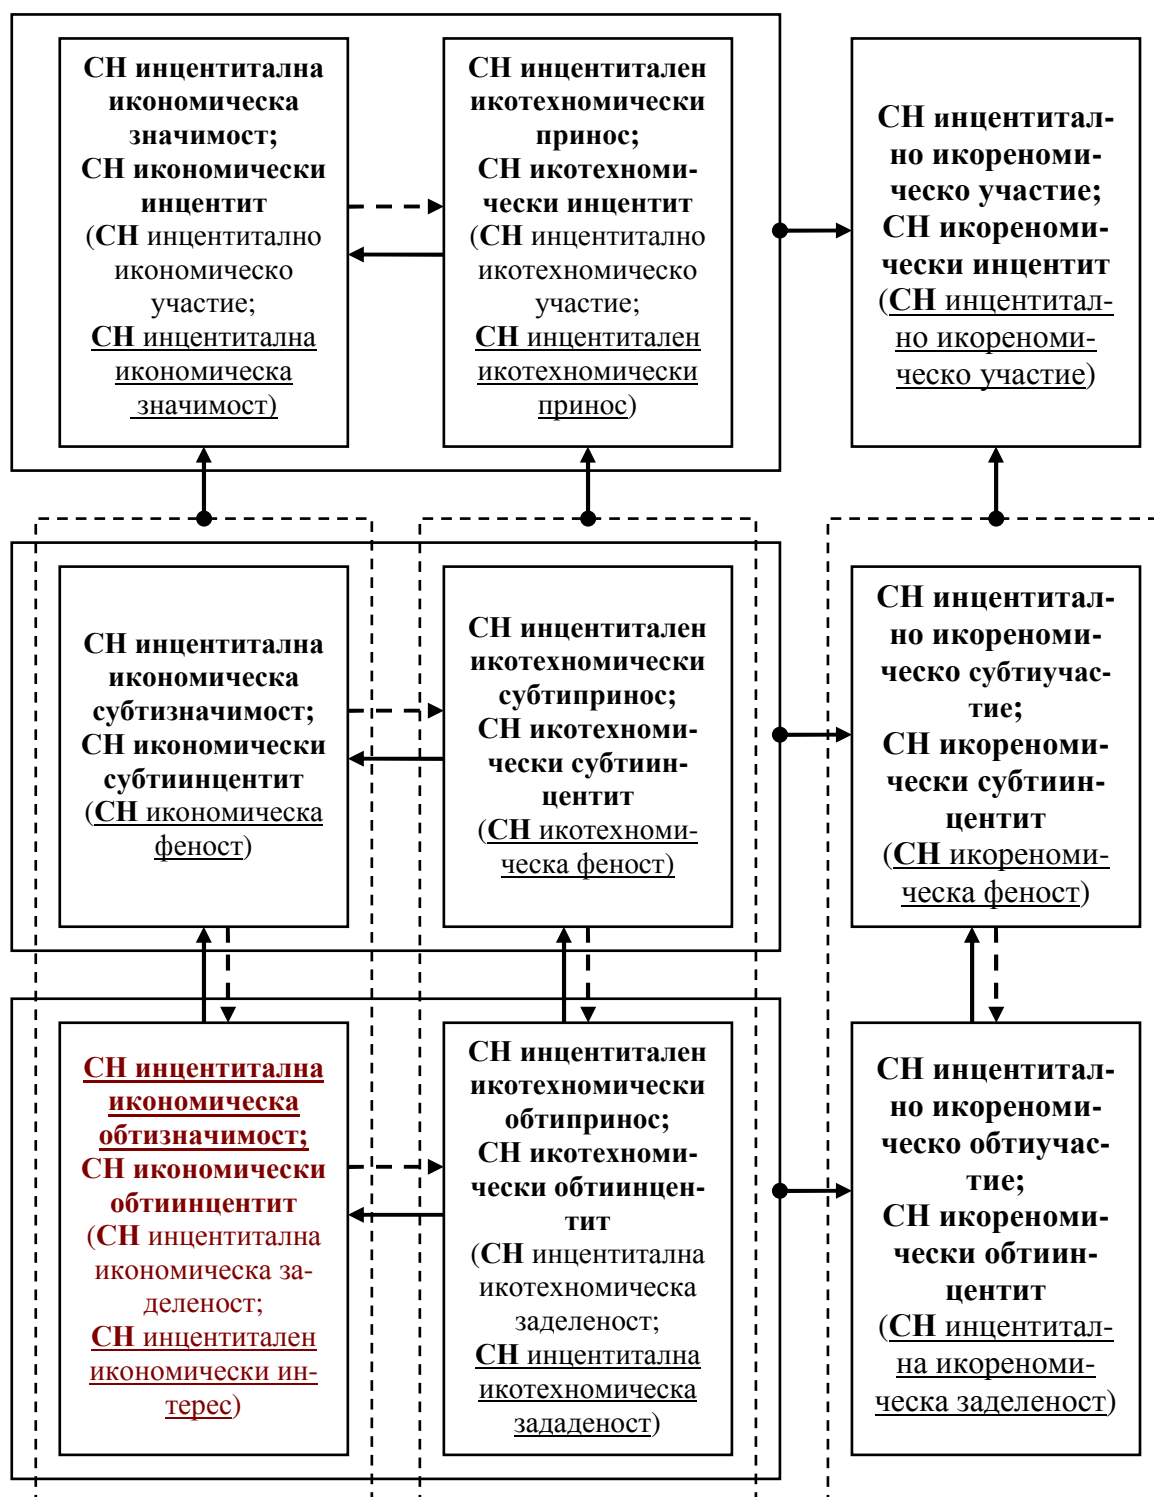 СН инцентитална
икономическа
значимост;
СН икономически
инцентит
(СН инцентитално
икономическо
участие;
СН инцентитална
икономическа
значимост)
СН инцентитален
икотехномически
принос;
СН икотехноми-
чески инцентит
(СН инцентитално
икотехномическо
участие;
СН инцентитален
икотехномически
принос)
СН инцентитал-
но икореноми-
ческо участие;
СН икореноми-
чески инцентит
(СН инцентитал-
но икореноми-
ческо участие)
СН инцентитална
икономическа
субтизначимост;
СН икономически
субтиинцентит
(СН икономическа
феност)
СН инцентитален
икотехномически
субтипринос;
СН икотехноми-
чески субтиин-
центит
(СН икотехноми-
ческа феност)
СН инцентитал-
но икореноми-
ческо субтиучас-
тие;
СН икореноми-
чески субтиин-
центит
(СН икореноми-
ческа феност)
СН инцентитална
икономическа
обтизначимост;
СН икономически
обтиинцентит
(СН инцентитална
икономическа за-
деленост;
СН инцентитален
икономически ин-
терес)
СН инцентитален
икотехномически
обтипринос;
СН икотехноми-
чески обтиинцен-
тит
(СН инцентитална
икотехномическа
заделеност;
СН инцентитална
икотехномическа
зададеност)
СН инцентитал-
но икореноми-
ческо обтиучас-
тие;
СН икореноми-
чески обтиин-
центит
(СН инцентитал-
на икореноми-
ческа заделеност)